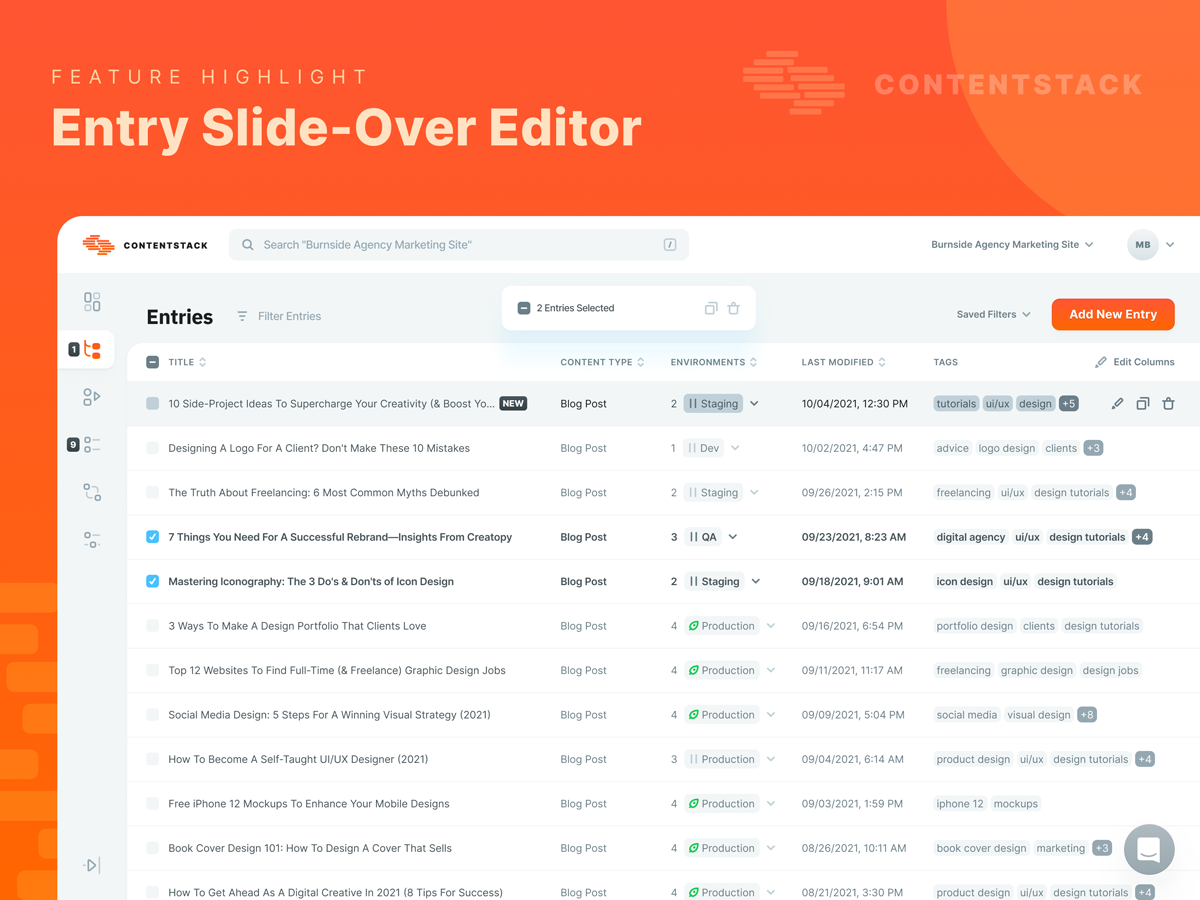 FEATURE HIGHLIGHT
Entry Slide-Over Editor
CONTENTSTACK
CONTENTSTACK
Search "Burnside Agency Marketing Site"
/
Burnside Agency Marketing Site
MB
Entries
Filter Entries
2 Entries Selected
Saved Filters
Add New Entry
1
9
TITLE CONTENT TYPE ENVIRONMENTS LAST MODIFIED TAGS Edit Columns
10 Side-Project Ideas To Supercharge Your Creativity (& Boost Yo... NEW Blog Post 2 Staging 10/04/2021, 12:30 PM tutorials ui/ux design +5
Designing A Logo For A Client? Don't Make These 10 Mistakes Blog Post 1 Dev 10/02/2021, 4:47 PM advice logo design clients +3
The Truth About Freelancing: 6 Most Common Myths Debunked Blog Post 2 Staging 09/26/2021, 2:15 PM freelancing ui/ux design tutorials +4
7 Things You Need For A Successful Rebrand—Insights From Creatopy Blog Post 3 QA 09/23/2021, 8:23 AM digital agency ui/ux design tutorials +4
Mastering Iconography: The 3 Do's & Don'ts of Icon Design Blog Post 2 Staging 09/18/2021, 9:01 AM icon design ui/ux design tutorials
3 Ways To Make A Design Portfolio That Clients Love Blog Post 4 Production 09/16/2021, 6:54 PM portfolio design clients design tutorials
Top 12 Websites To Find Full-Time (& Freelance) Graphic Design Jobs Blog Post 4 Production 09/11/2021, 11:17 AM freelancing graphic design design jobs
Social Media Design: 5 Steps For A Winning Visual Strategy (2021) Blog Post 4 Production 09/09/2021, 5:04 PM social media visual design +8
How To Become A Self-Taught UI/UX Designer (2021) Blog Post 3 Production 09/04/2021, 6:14 AM product design ui/ux design tutorials +4
Free iPhone 12 Mockups To Enhance Your Mobile Designs Blog Post 4 Production 09/03/2021, 1:59 PM iphone 12 mockups
Book Cover Design 101: How To Design A Cover That Sells Blog Post 4 Production 08/26/2021, 10:11 AM book cover design marketing +3
How To Get Ahead As A Digital Creative In 2021 (8 Tips For Success) Blog Post 4 Production 08/21/2021, 3:30 PM product design ui/ux design tutorials +4